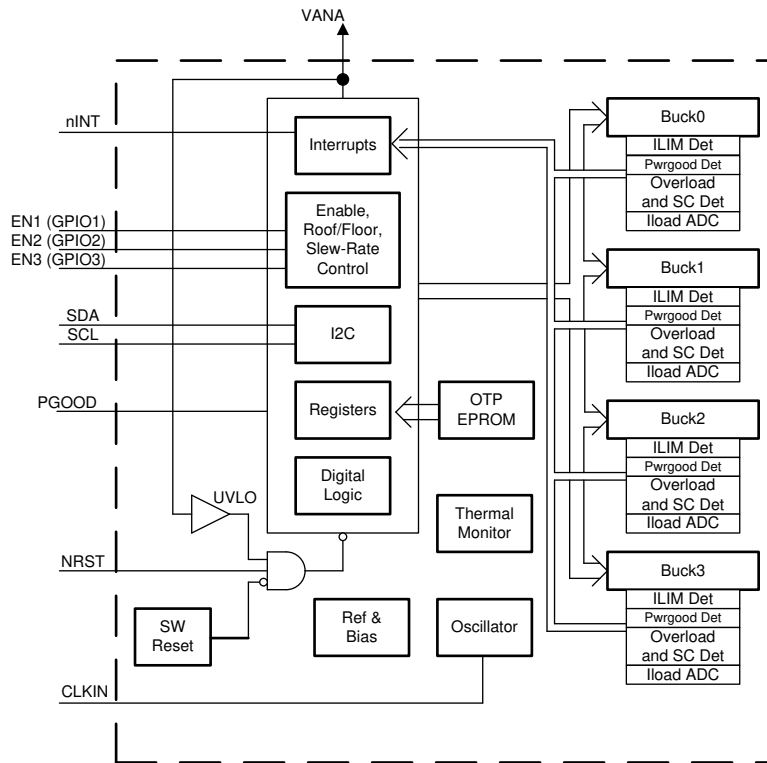 VANA
nINT
Interrupts
EN1 (GPIO1)
EN2 (GPIO2)
EN3 (GPIO3)
Enable,
Roof/Floor,
Slew-Rate
Control
SDA
SCL
I2C
PGOOD
Registers
OTP
EPROM
Digital
Logic
UVLO
Thermal
Monitor
NRST
SW
Reset
Ref &
Bias
Oscillator
CLKIN
Buck0
ILIM Det
Pwrgood Det
Overload
and SC Det
Iload ADC
Buck1
ILIM Det
Pwrgood Det
Overload
and SC Det
Iload ADC
Buck2
ILIM Det
Pwrgood Det
Overload
and SC Det
Iload ADC
Buck3
ILIM Det
Pwrgood Det
Overload
and SC Det
Iload ADC